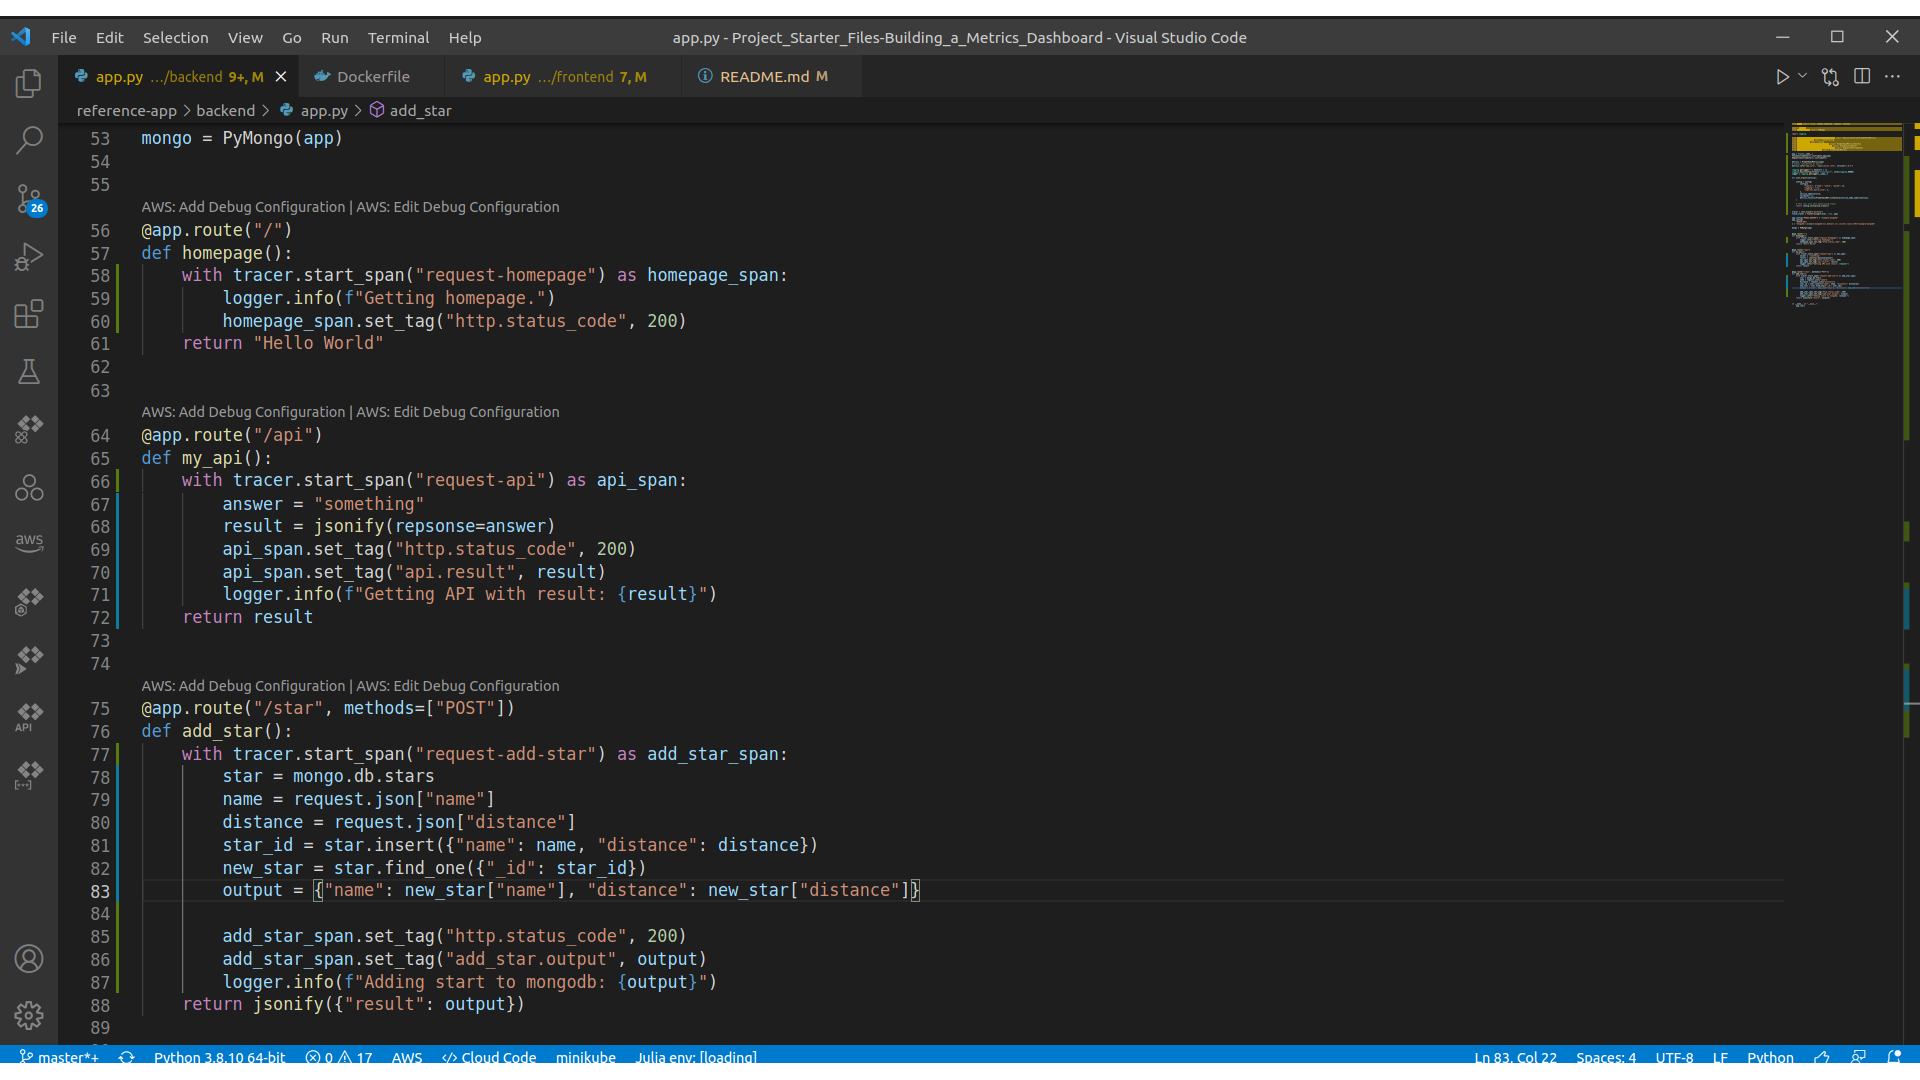 File Edit Selection View Go Run Terminal Help
app.py - Project_Starter_Files-Building_a_Metrics_Dashboard - Visual Studio Code
app.py .../backend 9+, M
Dockerfile
app.py .../frontend 7, M
README.md M
reference-app > backend > app.py > add_star
53 mongo = PyMongo(app)
54
55
AWS: Add Debug Configuration | AWS: Edit Debug Configuration
56 @app.route("/")
57 def homepage():
58 with tracer.start_span("request-homepage") as homepage_span:
59 logger.info(f"Getting homepage.")
60 homepage_span.set_tag("http.status_code", 200)
61 return "Hello World"
62
63
AWS: Add Debug Configuration | AWS: Edit Debug Configuration
64 @app.route("/api")
65 def my_api():
66 with tracer.start_span("request-api") as api_span:
67 answer = "something"
68 result = jsonify(repsonse=answer)
69 api_span.set_tag("http.status_code", 200)
70 api_span.set_tag("api.result", result)
71 logger.info(f"Getting API with result: {result}")
72 return result
73
74
AWS: Add Debug Configuration | AWS: Edit Debug Configuration
75 @app.route("/star", methods=["POST"])
76 def add_star():
77 with tracer.start_span("request-add-star") as add_star_span:
78 star = mongo.db.stars
79 name = request.json["name"]
80 distance = request.json["distance"]
81 star_id = star.insert({"name": name, "distance": distance})
82 new_star = star.find_one({"_id": star_id})
83 output = {"name": new_star["name"], "distance": new_star["distance"]}
84
85 add_star_span.set_tag("http.status_code", 200)
86 add_star_span.set_tag("add_star.output", output)
87 logger.info(f"Adding start to mongodb: {output}")
88 return jsonify({"result": output})
89
26
aws
API
master*+ Python 3.8.10 64-bit 0 17 AWS </> Cloud Code minikube Julia env: [loading] Ln 83, Col 22 Spaces: 4 UTF-8 LF Python